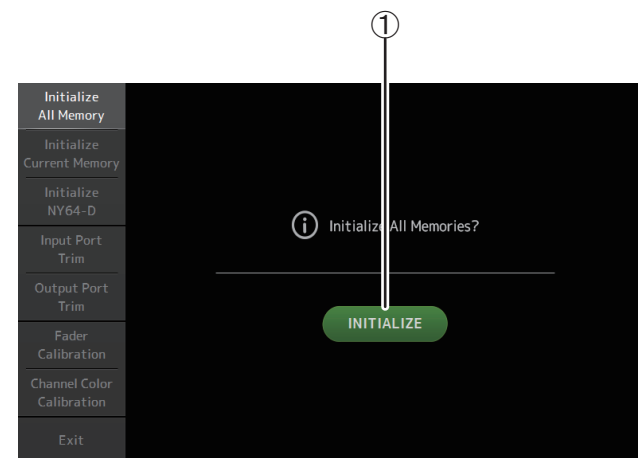 ①
Initialize
All Memory
Initialize
Current Memory
Initialize
NY64-D
Input Port
Trim
Output Port
Trim
Fader
Calibration
Channel Color
Calibration
Exit
Initialize All Memories?
INITIALIZE